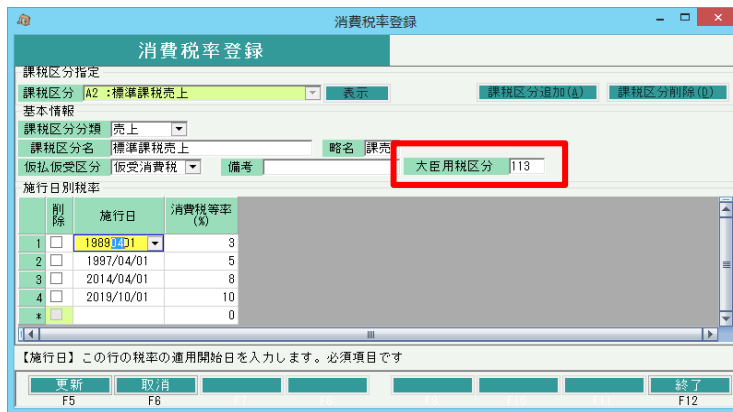 消費税率登録
消費税率登録
課税区分指定
課税区分 A2 :標準課税売上 表示 課税区分追加(A) 課税区分削除(D)
基本情報
課税区分分類 売上
課税区分名 標準課税売上 略名 課売
仮払仮受区分 仮受消費税 備考 大臣用税区分 113
施行日別税率
削除 施行日 消費税等率(%)
1 1989/04/01 3
2 1997/04/01 5
3 2014/04/01 8
4 2019/10/01 10
* 0
【施行日】この行の税率の適用開始日を入力します。必須項目です
更新 取消 終了
F5 F6 F7 F8 F9 F10 F11 F12